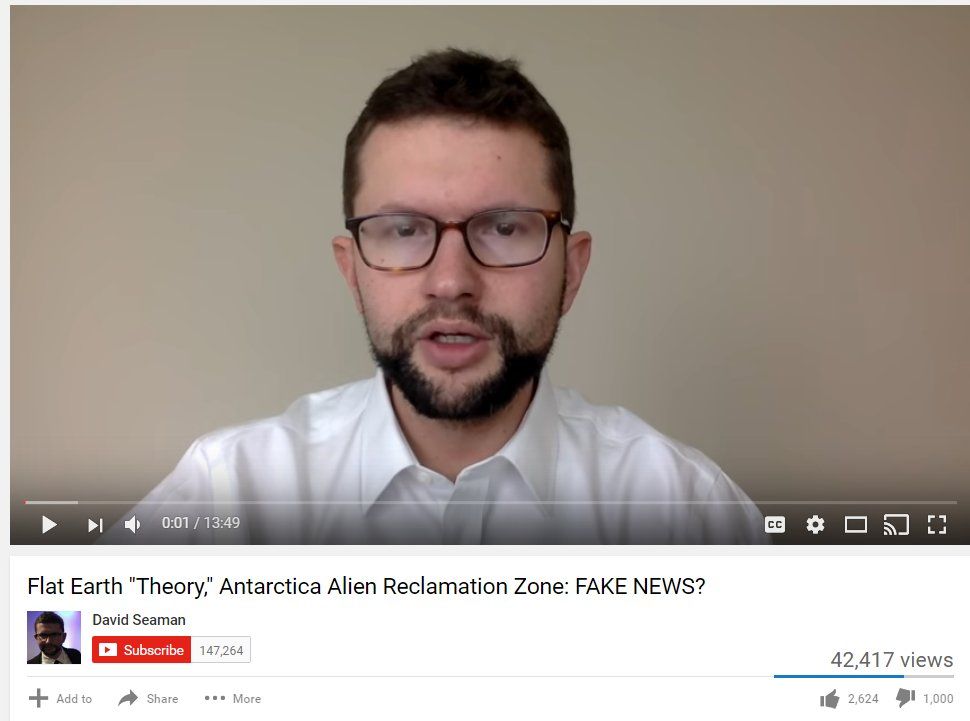 0:01 / 13:49
CC
Flat Earth "Theory," Antarctica Alien Reclamation Zone: FAKE NEWS?
David Seaman
Subscribe 147,264
42,417 views
Add to Share More 2,624 1,000